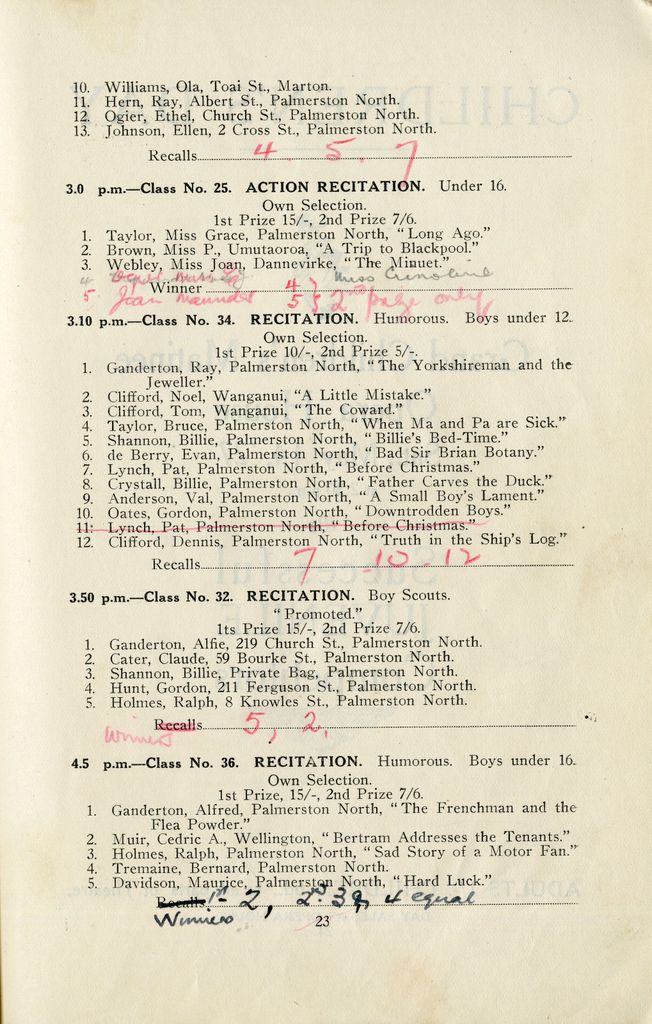 10. Williams, Ola, Toai St., Marton.
11. Hern, Ray, Albert St., Palmerston North.
12. Ogier, Ethel, Church St., Palmerston North.
13. Johnson, Ellen, 2 Cross St., Palmerston North.
Recalls 4. 5. 7
3.0 p.m.—Class No. 25. ACTION RECITATION. Under 16.
Own Selection.
1st Prize 15/-, 2nd Prize 7/6.
1. Taylor, Miss Grace, Palmerston North, "Long Ago."
2. Brown, Miss P., Umutaoroa, "A Trip to Blackpool."
3. Webley, Miss Joan, Dannevirke, "The Minuet."
4 Miss Crinoline
Winner 4
5. Joan 5 } 2nd prize only
3.10 p.m.—Class No. 34. RECITATION. Humorous. Boys under 12.
Own Selection.
1st Prize 10/-, 2nd Prize 5/-.
1. Ganderton, Ray, Palmerston North, "The Yorkshireman and the
Jeweller."
2. Clifford, Noel, Wanganui, "A Little Mistake."
3. Clifford, Tom, Wanganui, "The Coward."
4. Taylor, Bruce, Palmerston North, "When Ma and Pa are Sick."
5. Shannon, Billie, Palmerston North, "Billie's Bed-Time."
6. de Berry, Evan, Palmerston North, "Bad Sir Brian Botany."
7. Lynch, Pat, Palmerston North, "Before Christmas."
8. Crystall, Billie, Palmerston North, "Father Carves the Duck."
9. Anderson, Val, Palmerston North, "A Small Boy's Lament."
10. Oates, Gordon, Palmerston North, "Downtrodden Boys."
11. Lynch, Pat, Palmerston North, "Before Christmas."
12. Clifford, Dennis, Palmerston North, "Truth in the Ship's Log."
Recalls 7 10 - 12
3.50 p.m.—Class No. 32. RECITATION. Boy Scouts.
"Promoted."
1ts Prize 15/-, 2nd Prize 7/6.
1. Ganderton, Alfie, 219 Church St., Palmerston North.
2. Cater, Claude, 59 Bourke St., Palmerston North.
3. Shannon, Billie, Private Bag, Palmerston North.
4. Hunt, Gordon, 211 Ferguson St., Palmerston North.
5. Holmes, Ralph, 8 Knowles St., Palmerston North.
Recalls 5, 2,
Winners
4.5 p.m.—Class No. 36. RECITATION. Humorous. Boys under 16.
Own Selection.
1st Prize, 15/-, 2nd Prize 7/6.
1. Ganderton, Alfred, Palmerston North, "The Frenchman and the
Flea Powder."
2. Muir, Cedric A., Wellington, "Bertram Addresses the Tenants."
3. Holmes, Ralph, Palmerston North, "Sad Story of a Motor Fan."
4. Tremaine, Bernard, Palmerston North.
5. Davidson, Maurice, Palmerston North, "Hard Luck."
Recalls 1st 2, 2nd 3 & 4 equal
Winners
23